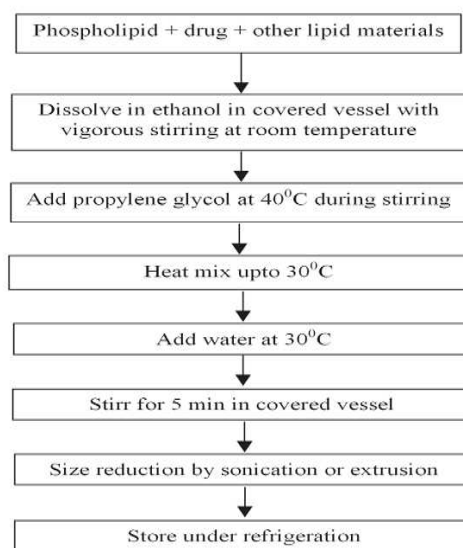 Phospholipid + drug + other lipid materials
Dissolve in ethanol in covered vessel with
vigorous stirring at room temperature
Add propylene glycol at 40⁰C during stirring
Heat mix upto 30⁰C
Add water at 30⁰C
Stirr for 5 min in covered vessel
Size reduction by sonication or extrusion
Store under refrigeration